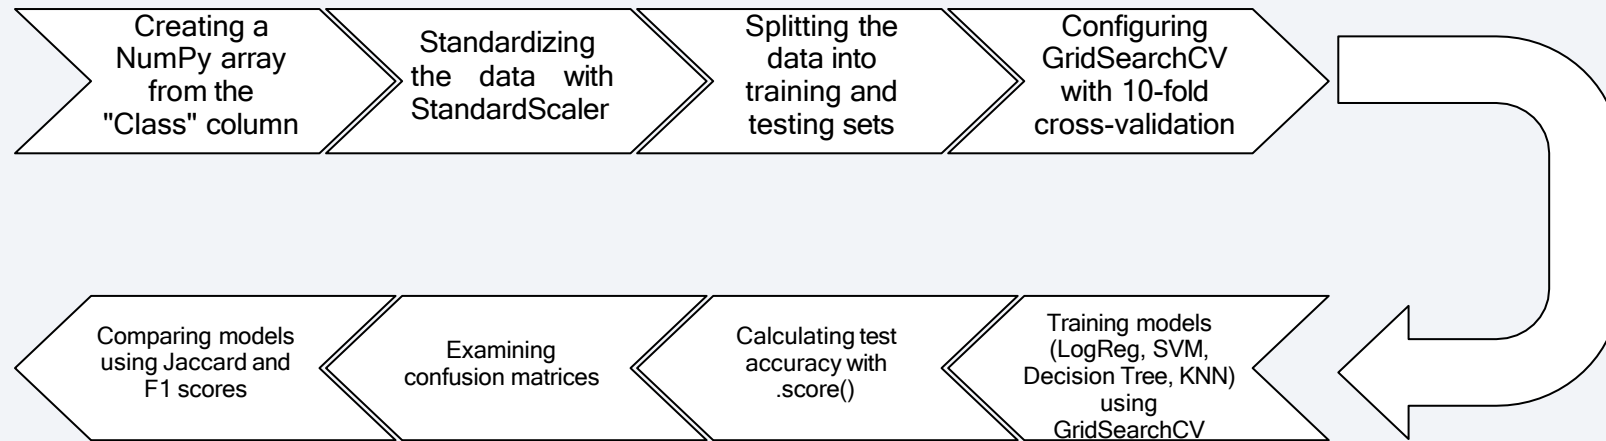 Creating a
NumPy array
from the
"Class" column
Standardizing
the data with
StandardScaler
Splitting the
data into
training and
testing sets
Configuring
GridSearchCV
with 10-fold
cross-validation
Training models
(LogReg, SVM,
Decision Tree, KNN)
using
GridSearchCV
Calculating test
accuracy with
.score()
Examining
confusion matrices
Comparing models
using Jaccard and
F1 scores